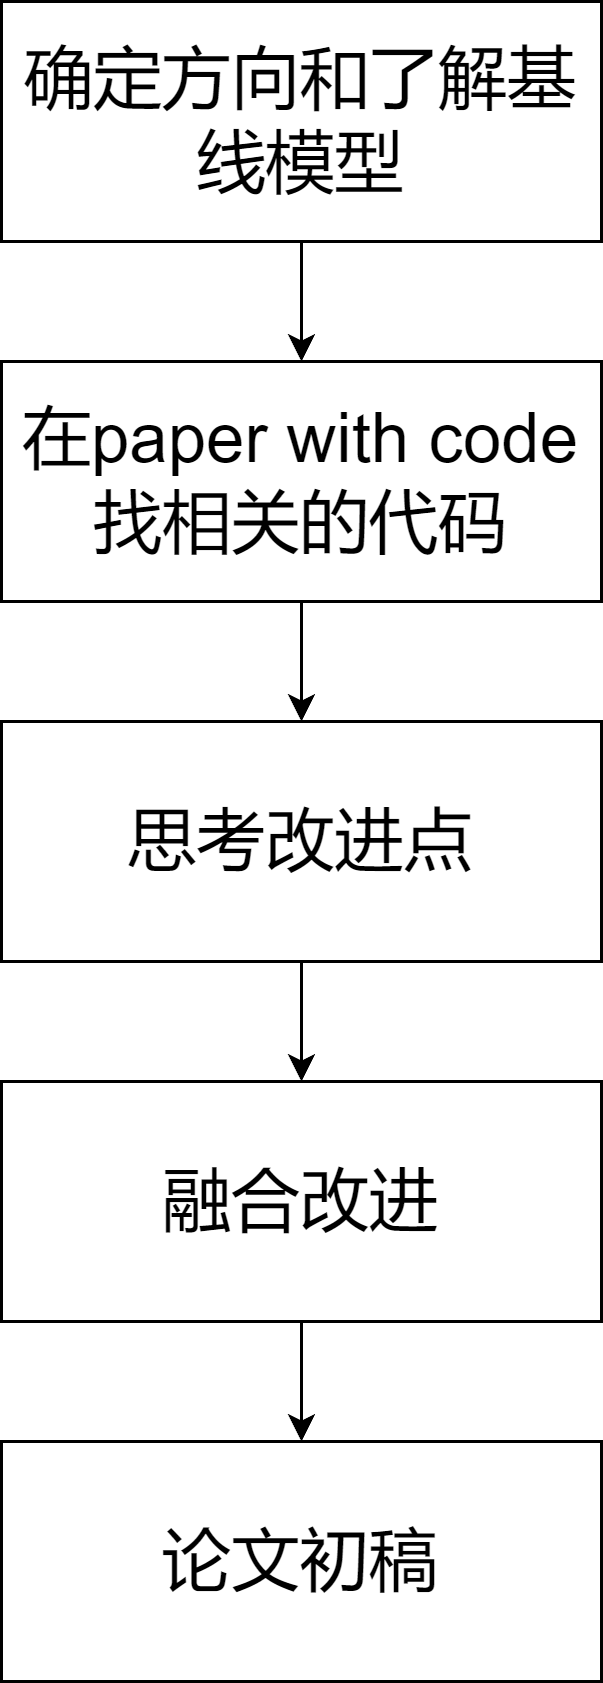 确定方向和了解基
线模型
在paper with code
找相关的代码
思考改进点
融合改进
论文初稿